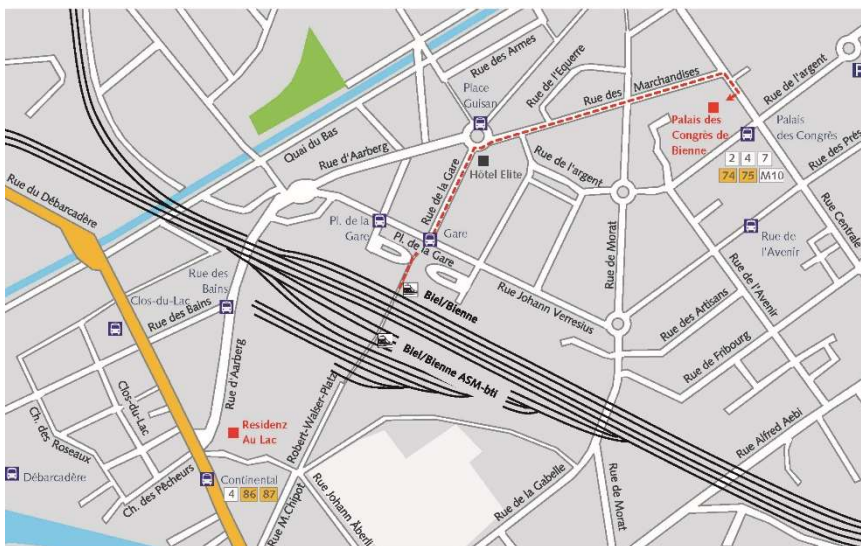 Rue des Armes
Rue de l'Equerre
Place
Guisan
Rue des Marchandises
Rue de l'argent
Quai du Bas
Rue d'Aarberg
Palais des
Congrès de
Bienne
Palais
des Congrès
2 4 7
74 75 M10
Rue des Prés
Hôtel Elite
Rue de l'argent
Rue de la Gare
Rue du Débarcadère
Pl. de la
Gare
Gare
Pl. de la Gare
Rue de Morat
Rue Centrale
Rue de
l'Avenir
Rue de l'Avenir
Rue des
Bains
Clos-du-Lac
Rue des Bains
Biel/Bienne
Rue Johann Verresius
Rue des Artisans
Biel/Bienne ASM-bti
Rue de Fribourg
Rue d'Aarberg
Clos-du-Lac
Robert-Walser-Platz
Ch. des Roseaux
Residenz
Au Lac
Rue Alfred Aebi
Débarcadère
Ch. des Pêcheurs
Continental
4 86 87
Rue M.Chipot
Rue Johann Äberli
Rue de la Gabelle
Rue de Morat